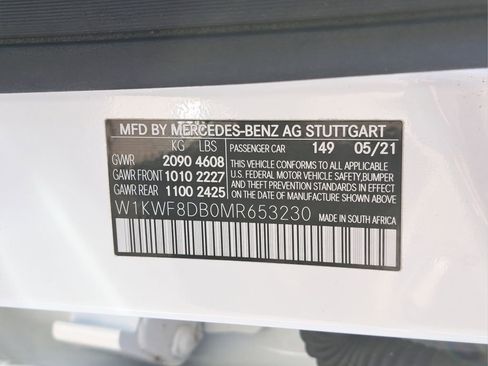 MFD BY MERCEDES-BENZ AG STUTTGART
KG LBS PASSENGER CAR 149 05/21
GVWR 2090 4608 THIS VEHICLE CONFORMS TO ALL APPLICABLE
GAWR FRONT 1010 2227 U.S. FEDERAL MOTOR VEHICLE SAFETY,BUMPER
GAWR REAR 1100 2425 AND THEFT PREVENTION STANDARDS IN EFFECT
ON THE DATE OF MANUFACTURE SHOWN ABOVE.
W1KWF8DB0MR653230 MADE IN SOUTH AFRICA